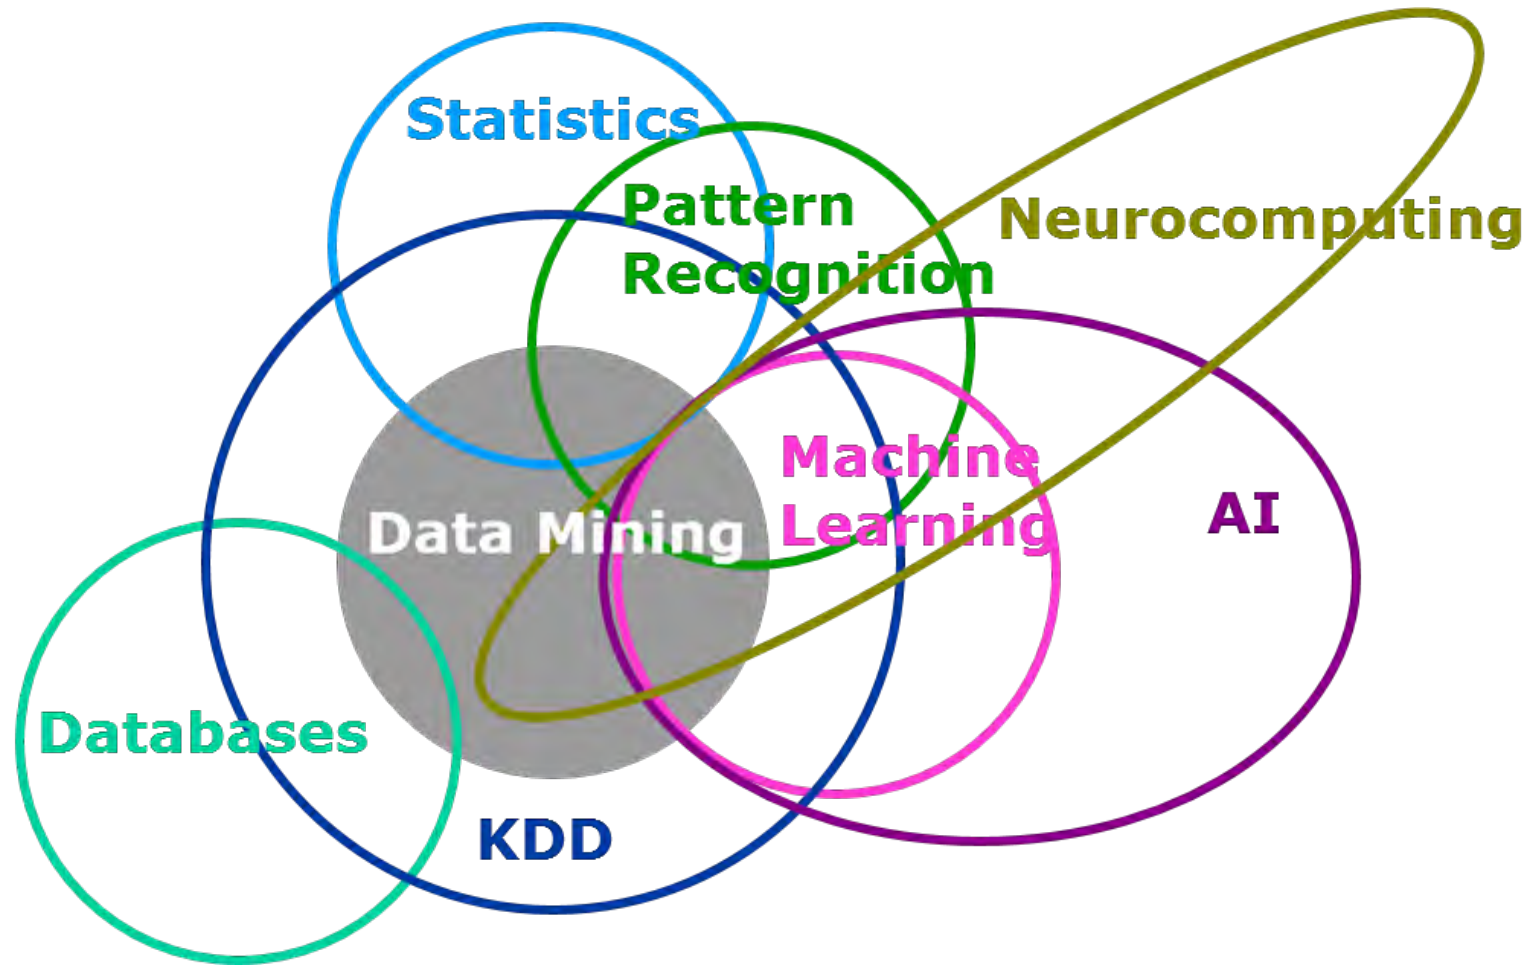 Statistics
Pattern
Recognition
Neurocomputing
Machine
Learning
AI
Data Mining
Databases
KDD